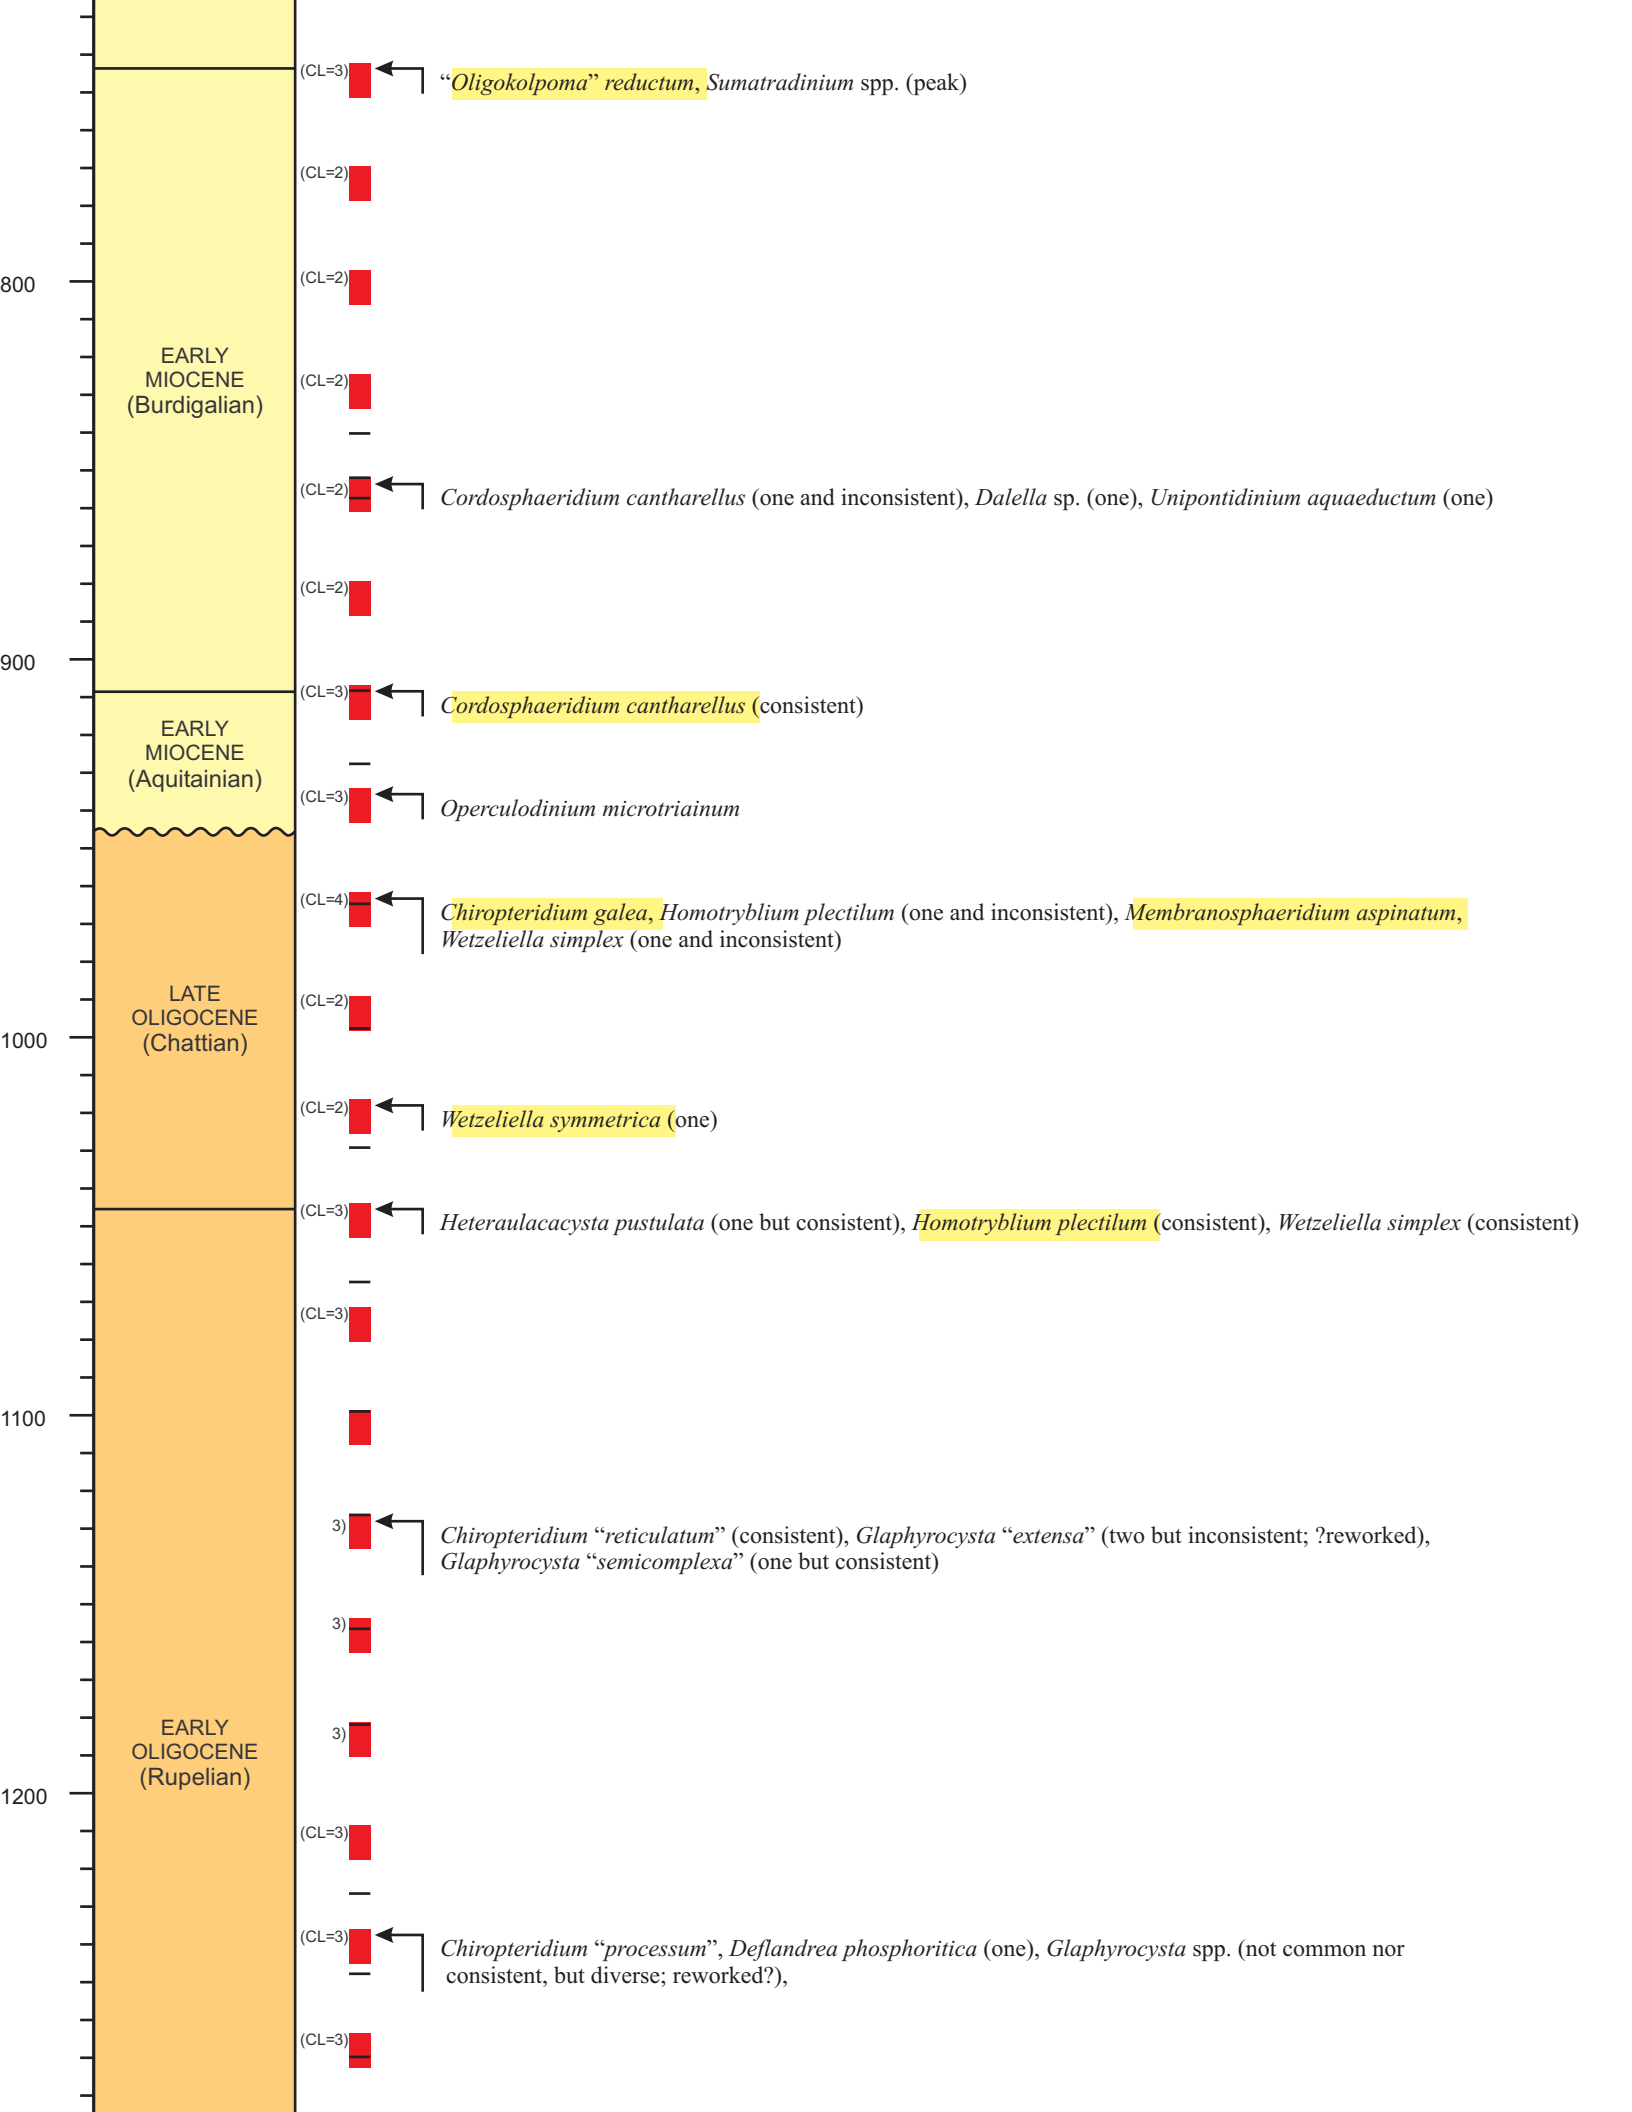 (CL=3)
“Oligokolpoma” reductum, Sumatradinium spp. (peak)
(CL=2)
800
(CL=2)
EARLY
MIOCENE
(Burdigalian)
(CL=2)
(CL=2)
Cordosphaeridium cantharellus (one and inconsistent), Dalella sp. (one), Unipontidinium aquaeductum (one)
(CL=2)
900
(CL=3)
Cordosphaeridium cantharellus (consistent)
EARLY
MIOCENE
(Aquitainian)
(CL=3)
Operculodinium microtriainum
(CL=4)
Chiropteridium galea, Homotryblium plectilum (one and inconsistent), Membranosphaeridium aspinatum,
Wetzeliella simplex (one and inconsistent)
LATE
OLIGOCENE
(Chattian)
(CL=2)
1000
(CL=2)
Wetzeliella symmetrica (one)
(CL=3)
Heteraulacacysta pustulata (one but consistent), Homotryblium plectilum (consistent), Wetzeliella simplex (consistent)
(CL=3)
1100
3)
Chiropteridium “reticulatum” (consistent), Glaphyrocysta “extensa” (two but inconsistent; ?reworked),
Glaphyrocysta “semicomplexa” (one but consistent)
3)
3)
EARLY
OLIGOCENE
(Rupelian)
1200
(CL=3)
(CL=3)
Chiropteridium “processum”, Deflandrea phosphoritica (one), Glaphyrocysta spp. (not common nor
consistent, but diverse; reworked?),
(CL=3)